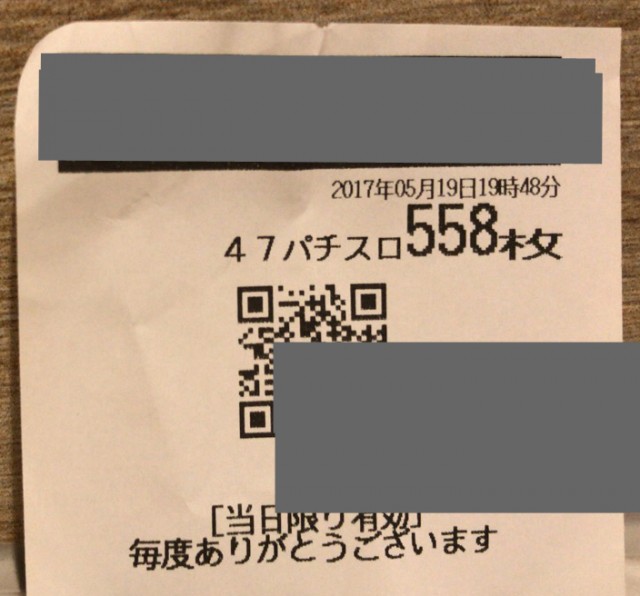 2017年05月19日19時48分
47パチスロ558枚
[当日限り有効]
毎度ありがとうございます